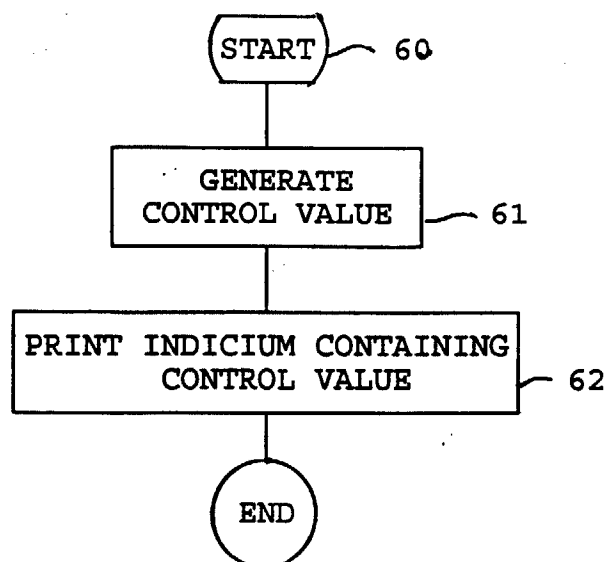 START 60
GENERATE
CONTROL VALUE 61
PRINT INDICIUM CONTAINING
CONTROL VALUE 62
END